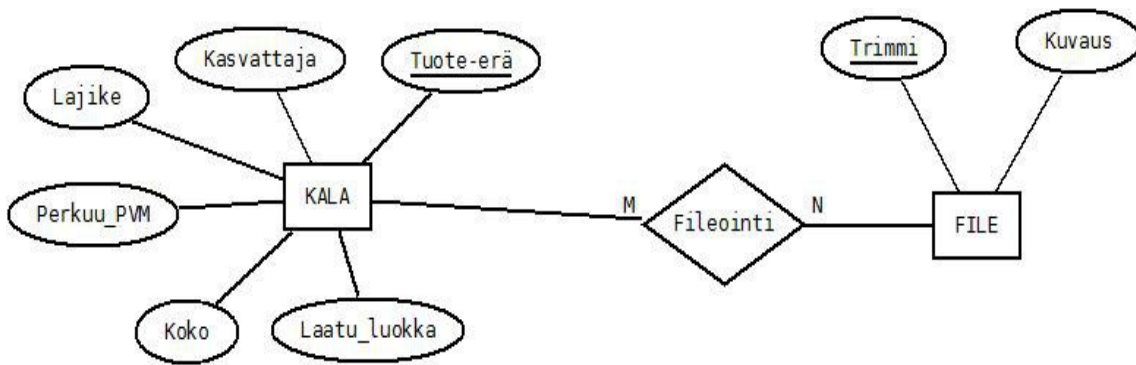 Kasvattaja
Tuote-erä
Trimmi
Kuvaus
Lajike
KALA
Perkuu_PVM
M
Fileointi
N
FILE
Koko
Laatu_luokka